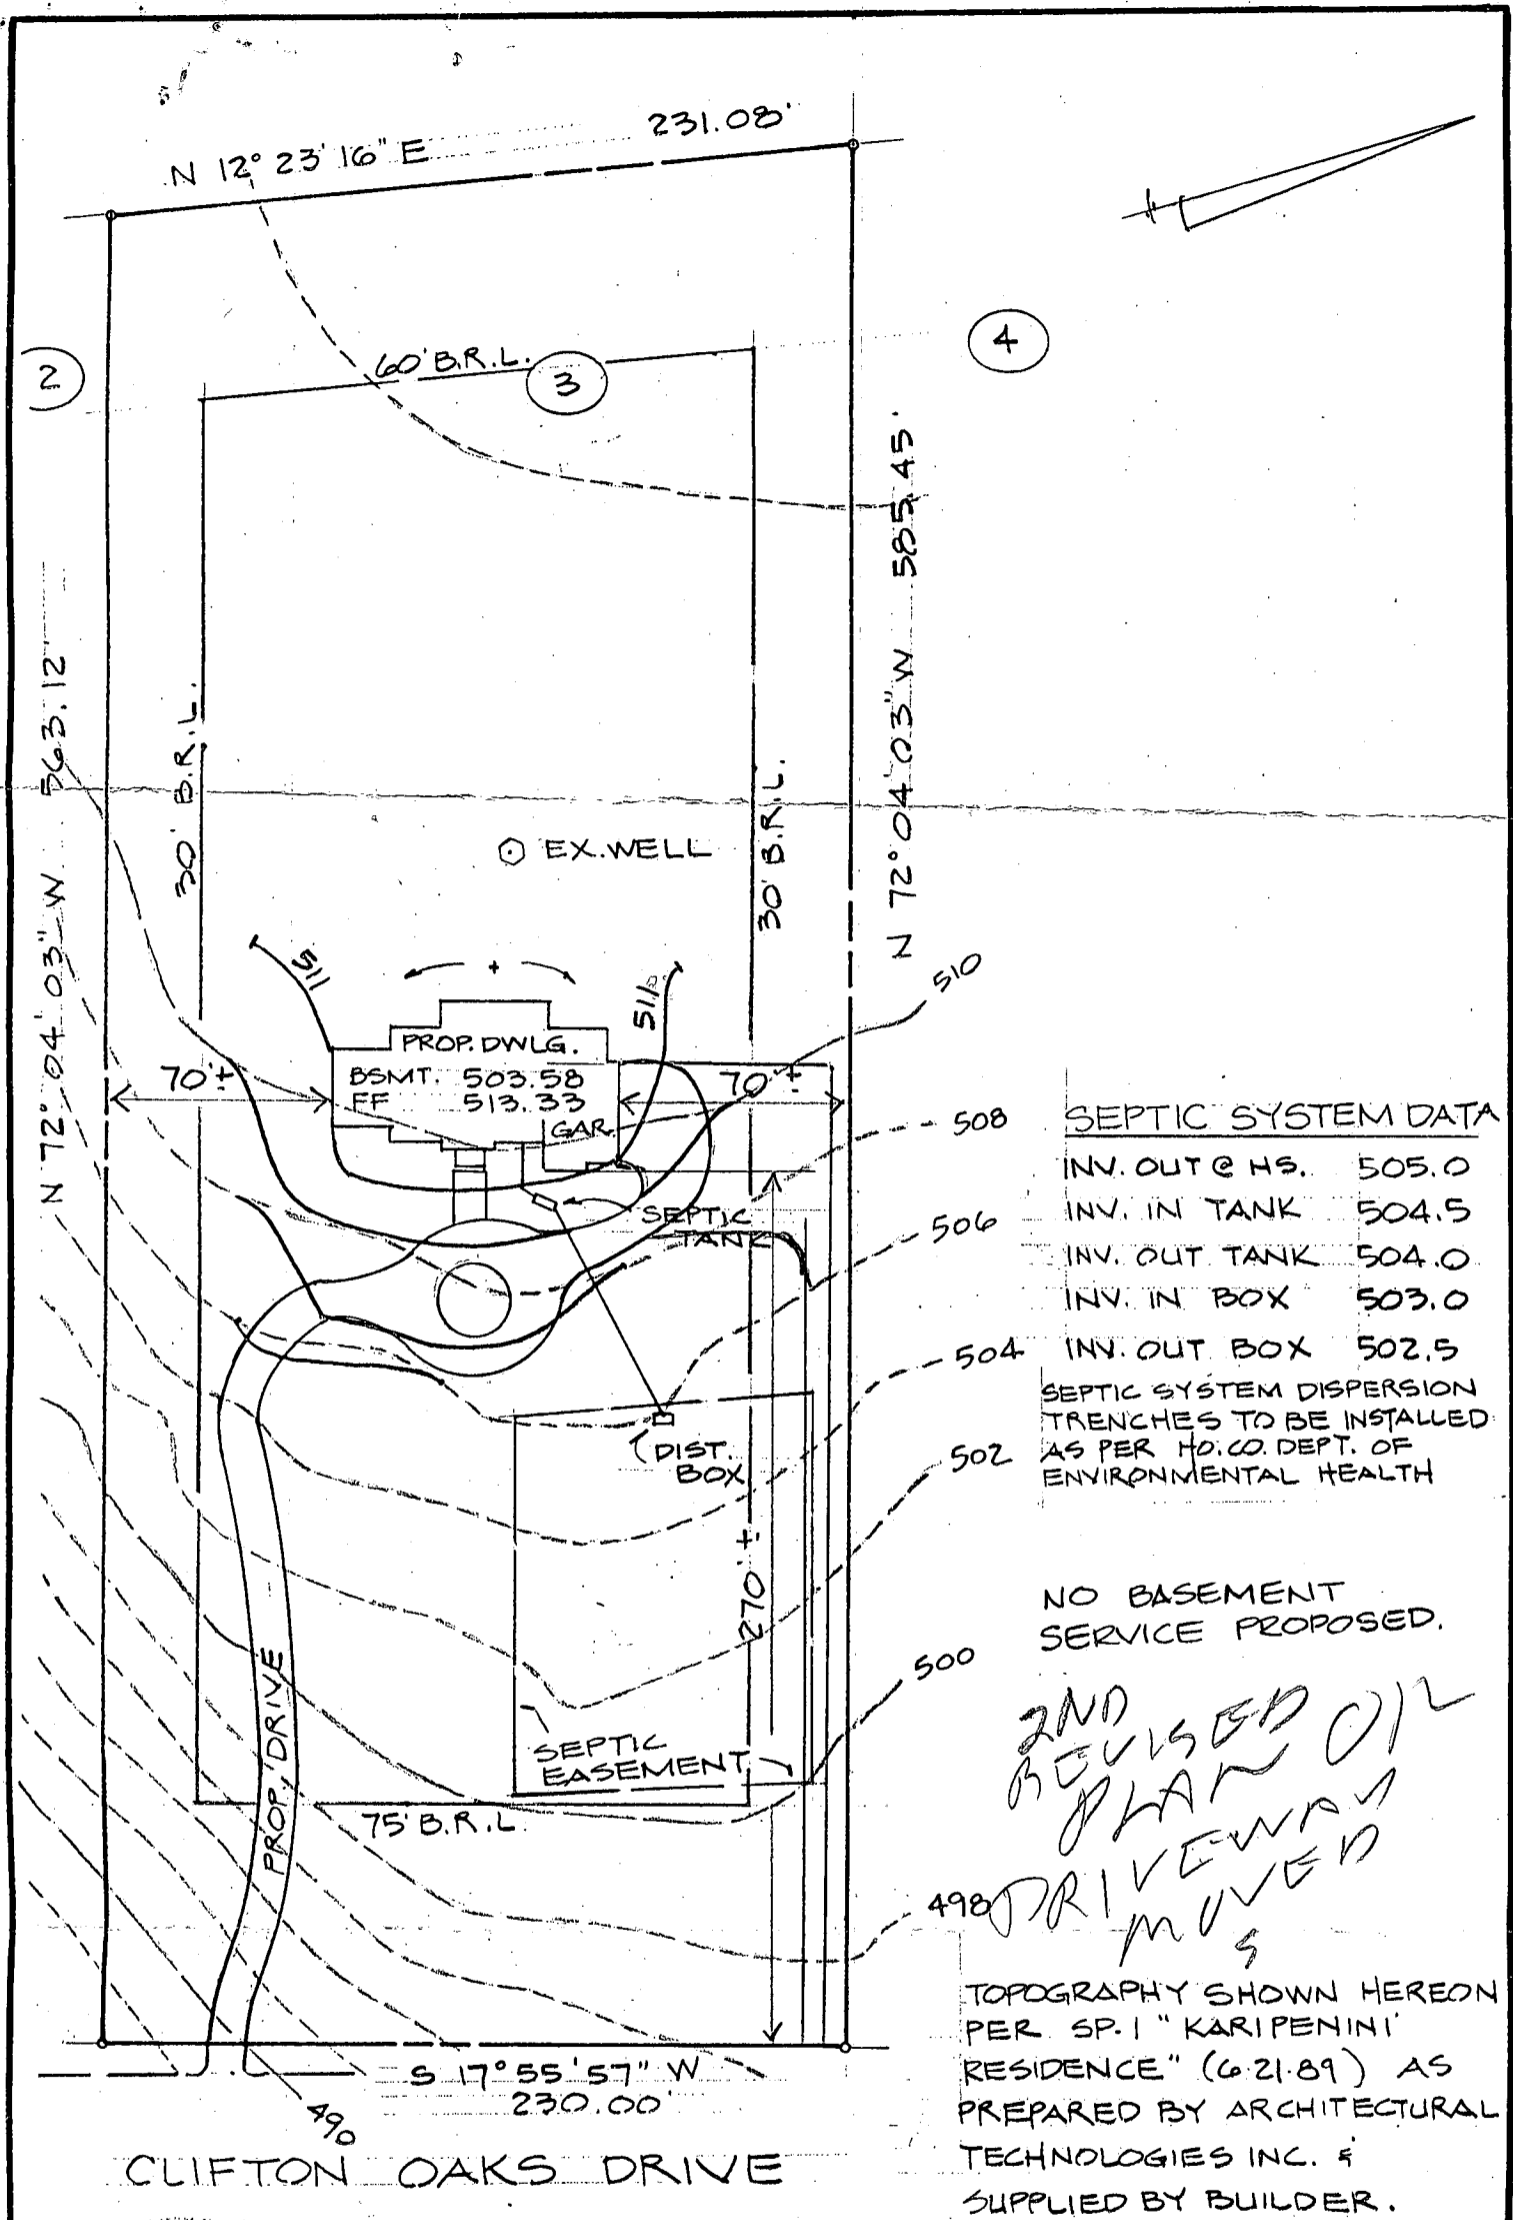 231.08'
N 12° 23' 16" E
2
60' B.R.L.
3
4
N 72° 04' 03" W 563.12'
30' B.R.L.
N 72° 04' 03" W 585.45'
30' B.R.L.
EX. WELL
511
511
510
PROP. DWLG.
BSMT. 503.58
FF 513.33
GAR.
70'±
70'±
508
506
504
502
500
498
490
SEPTIC
TANK
(DIST.
BOX
270'±
SEPTIC
EASEMENT
PROP. DRIVE
75' B.R.L.
S 17° 55' 57" W
230.00'
CLIFTON OAKS DRIVE
SEPTIC SYSTEM DATA
INV. OUT @ HS. 505.0
INV. IN TANK 504.5
INV. OUT TANK 504.0
INV. IN BOX 503.0
INV. OUT BOX 502.5
SEPTIC SYSTEM DISPERSION
TRENCHES TO BE INSTALLED
AS PER HO. CO. DEPT. OF
ENVIRONMENTAL HEALTH
NO BASEMENT
SERVICE PROPOSED.
2ND
REVISED
PLAN
DRIVEWAY
MOVED
TOPOGRAPHY SHOWN HEREON
PER SP.1 "KARIPENINI
RESIDENCE" (6.21.89) AS
PREPARED BY ARCHITECTURAL
TECHNOLOGIES INC. &
SUPPLIED BY BUILDER.